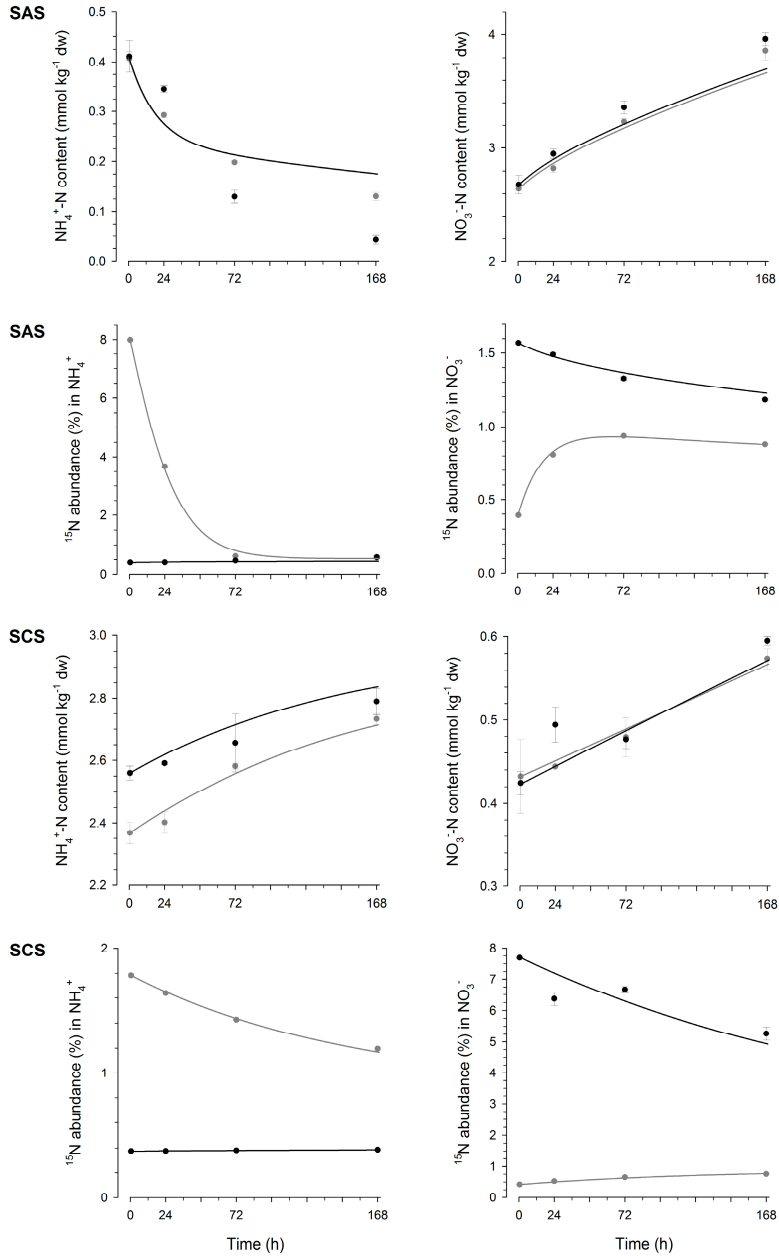 SAS
NH₄⁺-N content (mmol kg⁻¹ dw)
0.5
0.4
0.3
0.2
0.1
0.0
0 24 72 168
NO₃⁻-N content (mmol kg⁻¹ dw)
4
3
2
0 24 72 168
SAS
¹⁵N abundance (%) in NH₄⁺
8
6
4
2
0
0 24 72 168
¹⁵N abundance (%) in NO₃⁻
1.5
1.0
0.5
0.0
0 24 72 168
SCS
NH₄⁺-N content (mmol kg⁻¹ dw)
3.0
2.8
2.6
2.4
2.2
0 24 72 168
NO₃⁻-N content (mmol kg⁻¹ dw)
0.6
0.5
0.4
0.3
0 24 72 168
SCS
¹⁵N abundance (%) in NH₄⁺
2
1
0
0 24 72 168
Time (h)
¹⁵N abundance (%) in NO₃⁻
8
7
6
5
4
3
2
1
0
0 24 72 168
Time (h)